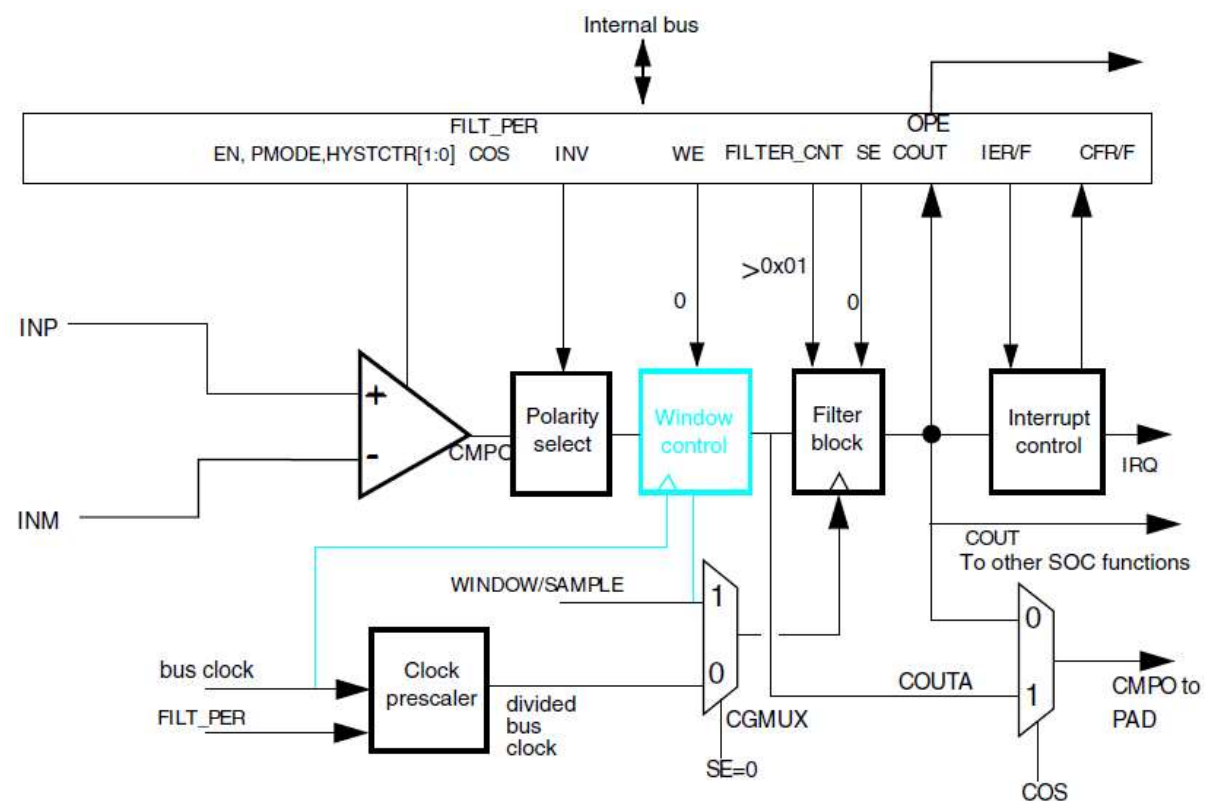 Internal bus
FILT_PER
OPE
EN, PMODE,HYSTCTR[1:0] COS INV WE FILTER_CNT SE COUT IER/F CFR/F
>0x01
0
0
INP
+
-
INM
CMPO
Polarity
select
Window
control
Filter
block
Interrupt
control
IRQ
COUT
To other SOC functions
WINDOW/SAMPLE
1
0
bus clock
FILT_PER
Clock
prescaler
divided
bus
clock
CGMUX
SE=0
COUTA
0
1
CMPO to
PAD
COS